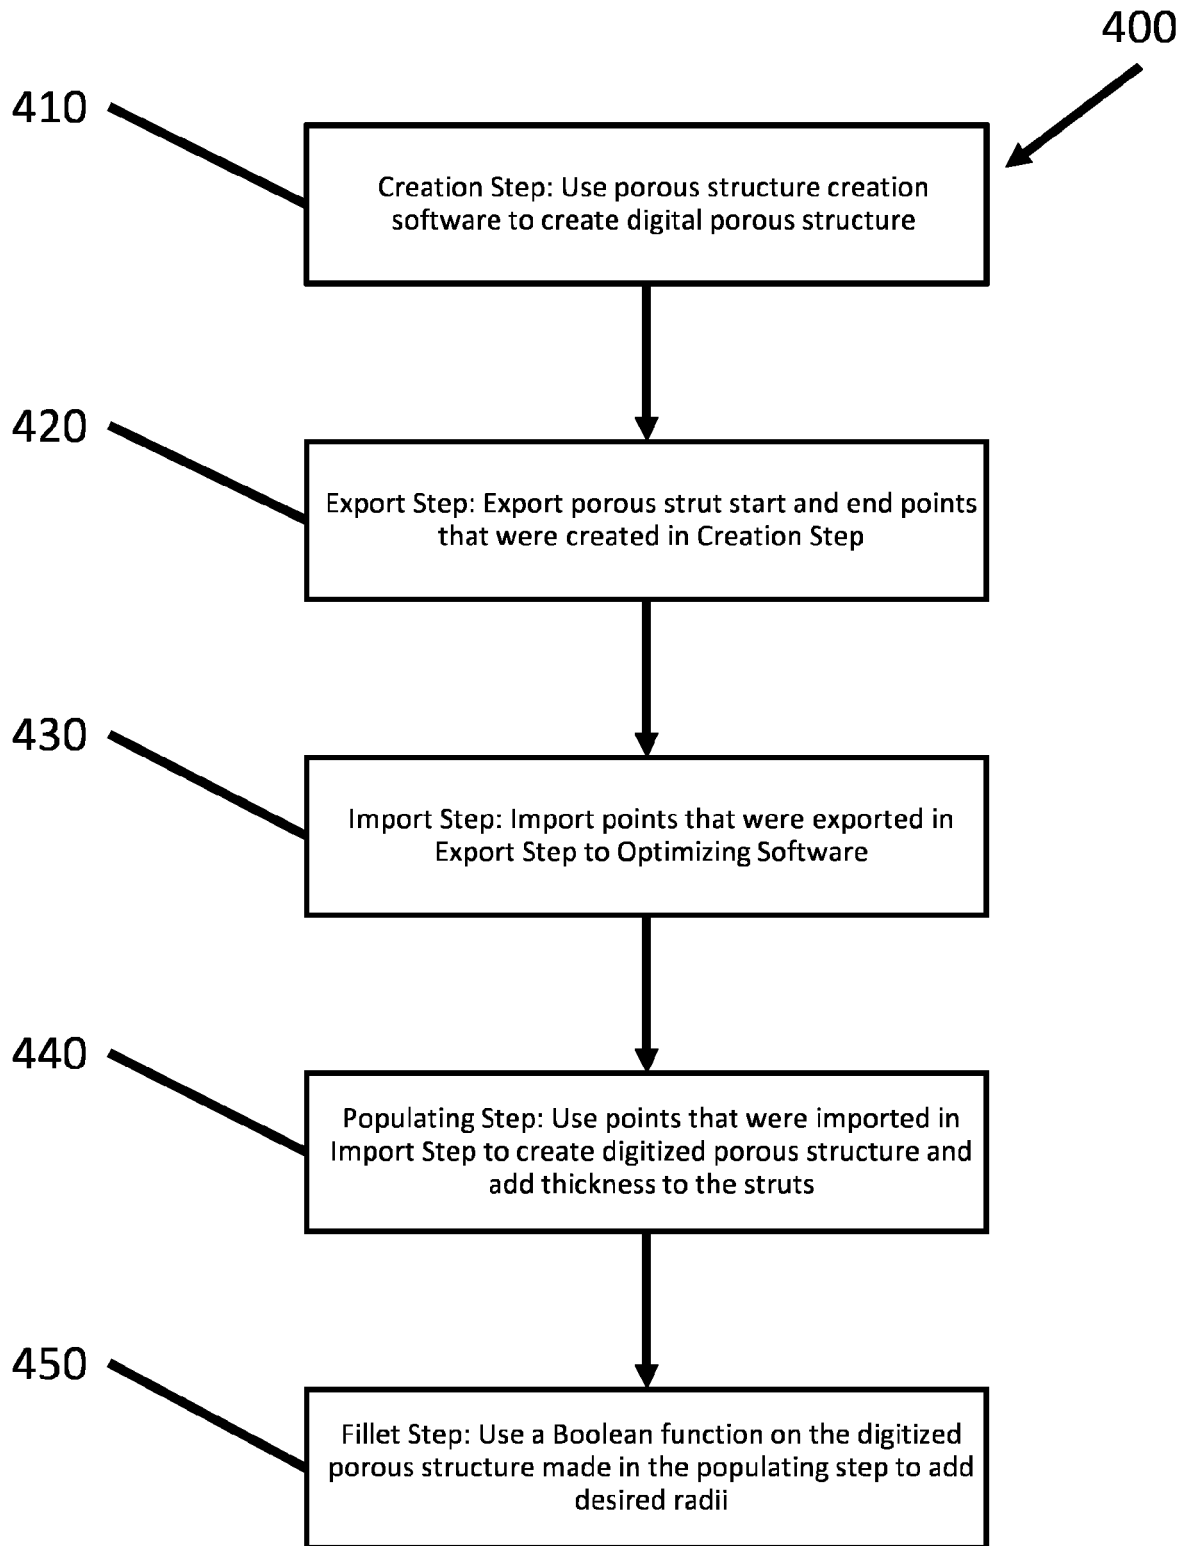 400
410
Creation Step: Use porous structure creation
software to create digital porous structure
420
Export Step: Export porous strut start and end points
that were created in Creation Step
430
Import Step: Import points that were exported in
Export Step to Optimizing Software
440
Populating Step: Use points that were imported in
Import Step to create digitized porous structure and
add thickness to the struts
450
Fillet Step: Use a Boolean function on the digitized
porous structure made in the populating step to add
desired radii